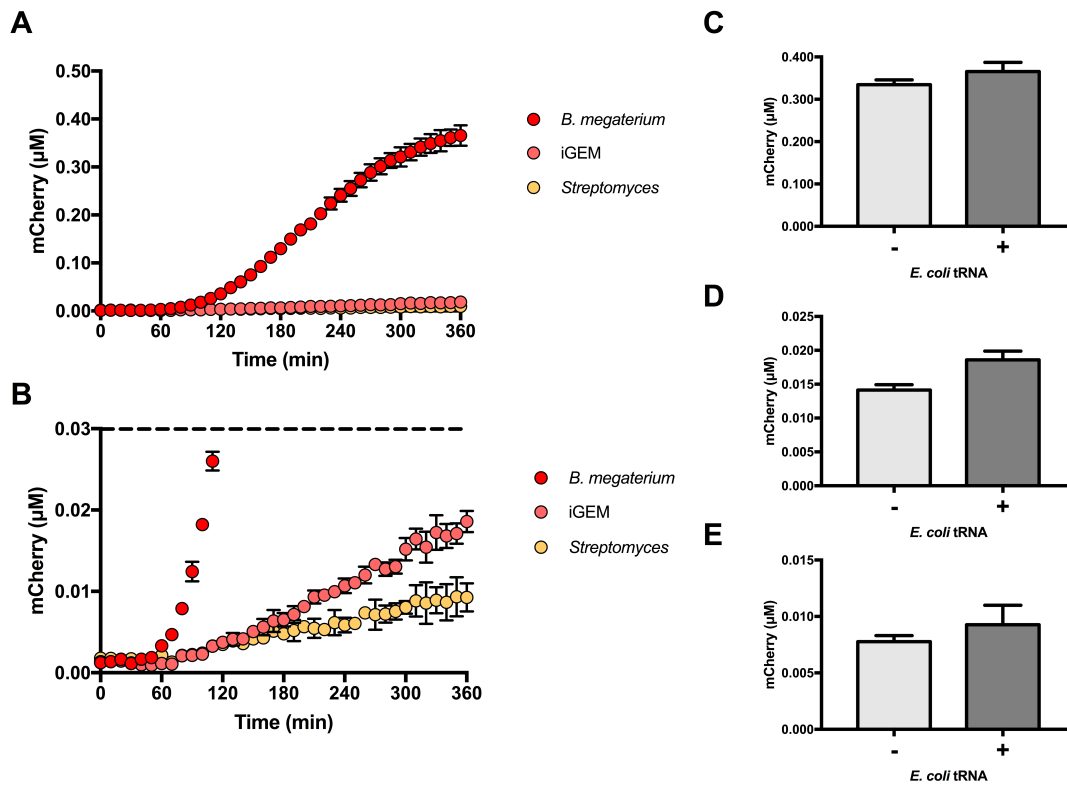 A
mCherry (µM)
0.50
0.40
0.30
0.20
0.10
0.00
0
60
120
180
240
300
360
Time (min)
B. megaterium
iGEM
Streptomyces
B
mCherry (µM)
0.03
0.02
0.01
0.00
0
60
120
180
240
300
360
Time (min)
B. megaterium
iGEM
Streptomyces
C
mCherry (µM)
0.400
0.300
0.200
0.100
0.000
- +
E. coli tRNA
D
mCherry (µM)
0.025
0.020
0.015
0.010
0.005
0.000
- +
E. coli tRNA
E
mCherry (µM)
0.015
0.010
0.005
0.000
- +
E. coli tRNA